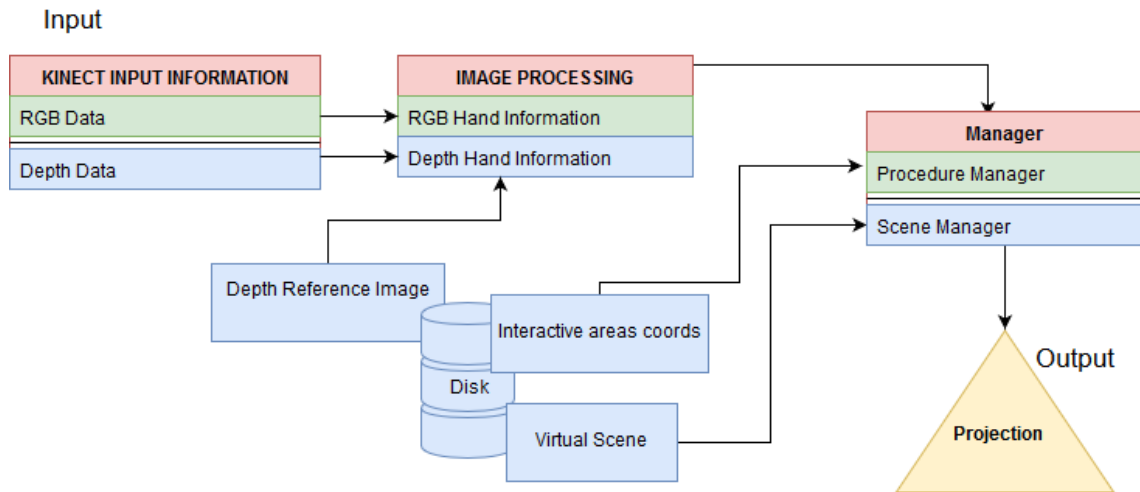 Input
KINECT INPUT INFORMATION
RGB Data
Depth Data
IMAGE PROCESSING
RGB Hand Information
Depth Hand Information
Manager
Procedure Manager
Scene Manager
Depth Reference Image
Interactive areas coords
Disk
Virtual Scene
Output
Projection